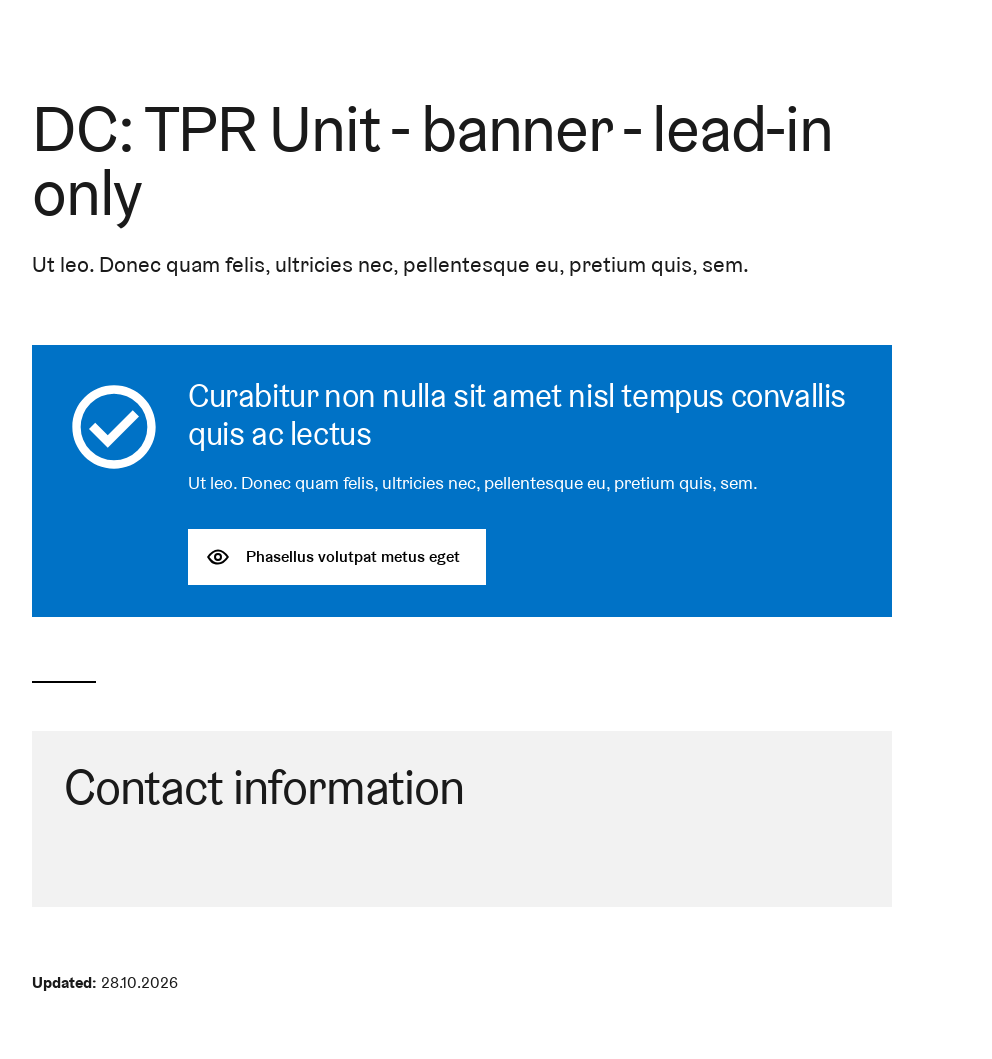 DC: TPR Unit - banner - lead-in
only
Ut leo. Donec quam felis, ultricies nec, pellentesque eu, pretium quis, sem.
Curabitur non nulla sit amet nisl tempus convallis
quis ac lectus
Ut leo. Donec quam felis, ultricies nec, pellentesque eu, pretium quis, sem.
Phasellus volutpat metus eget
Contact information
Updated: 28.10.2026